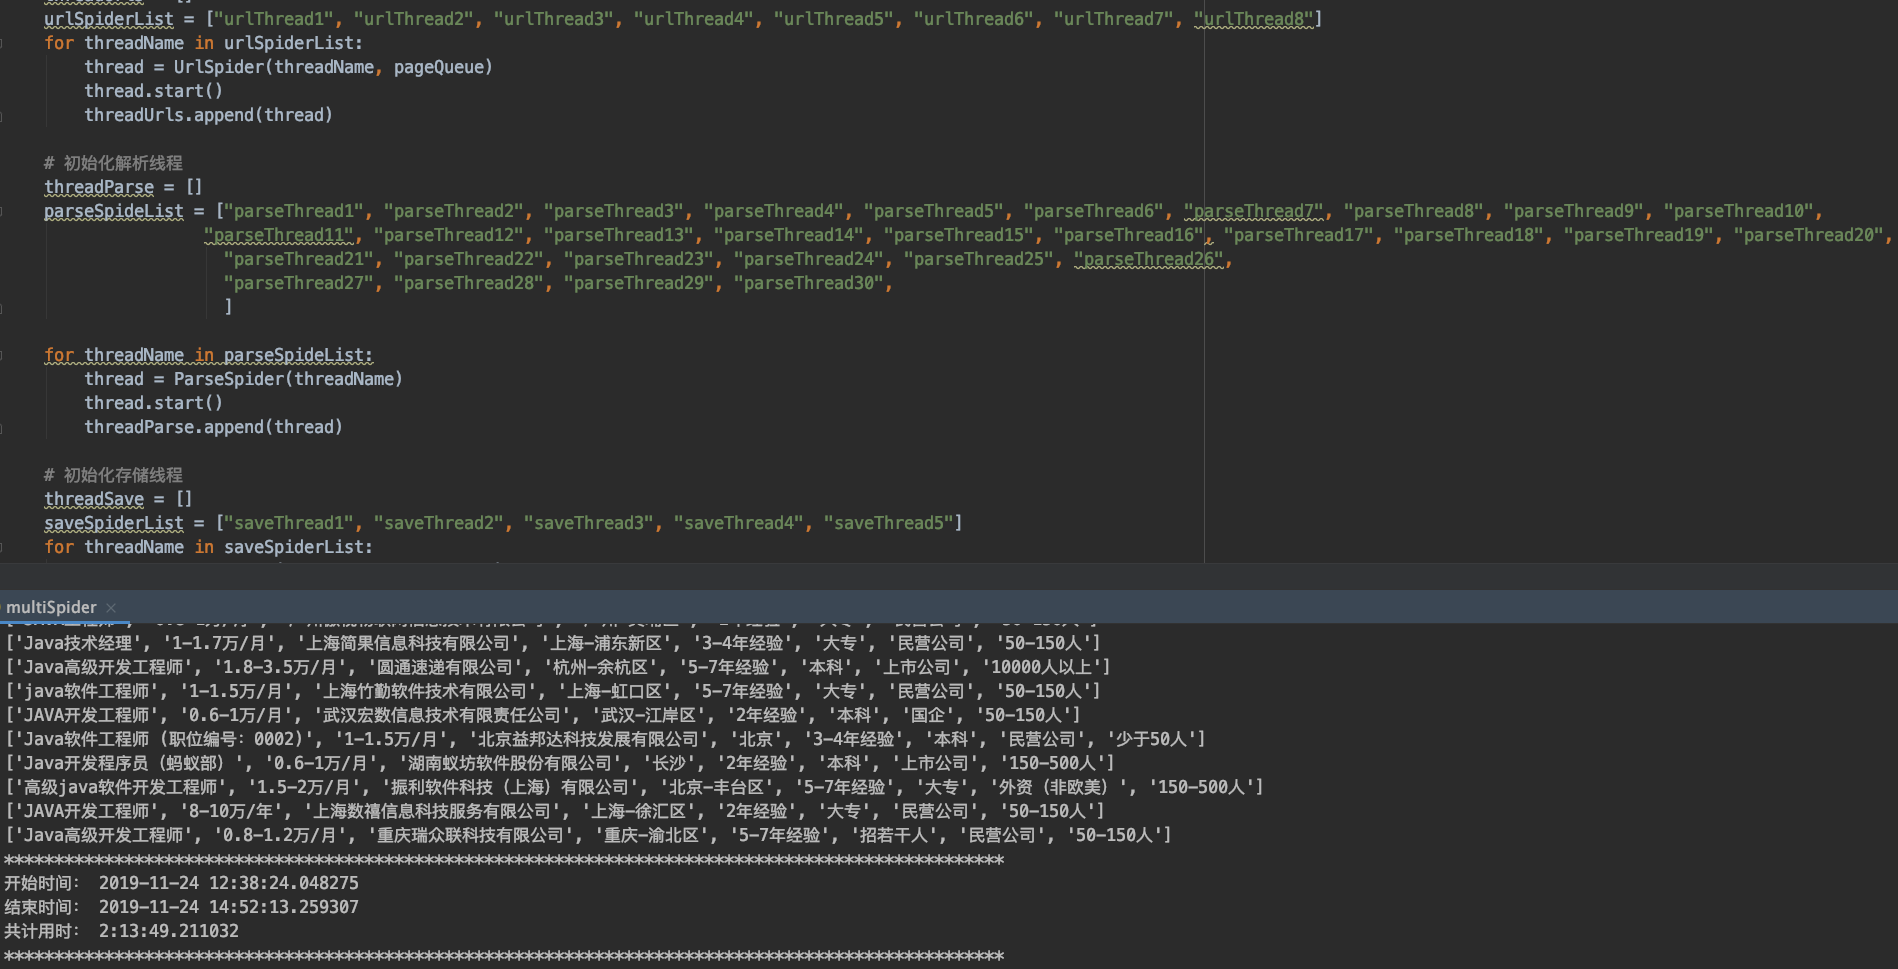 urlSpiderList = ["urlThread1", "urlThread2", "urlThread3", "urlThread4", "urlThread5", "urlThread6", "urlThread7", "urlThread8"]
for threadName in urlSpiderList:
    thread = UrlSpider(threadName, pageQueue)
    thread.start()
    threadUrls.append(thread)
# 初始化解析线程
threadParse = []
parseSpideList = ["parseThread1", "parseThread2", "parseThread3", "parseThread4", "parseThread5", "parseThread6", "parseThread7", "parseThread8", "parseThread9", "parseThread10",
"parseThread11", "parseThread12", "parseThread13", "parseThread14", "parseThread15", "parseThread16", "parseThread17", "parseThread18", "parseThread19", "parseThread20",
"parseThread21", "parseThread22", "parseThread23", "parseThread24", "parseThread25", "parseThread26",
"parseThread27", "parseThread28", "parseThread29", "parseThread30",
]
for threadName in parseSpideList:
    thread = ParseSpider(threadName)
    thread.start()
    threadParse.append(thread)
# 初始化存储线程
threadSave = []
saveSpiderList = ["saveThread1", "saveThread2", "saveThread3", "saveThread4", "saveThread5"]
for threadName in saveSpiderList:
multiSpider ×
['Java技术经理', '1-1.7万/月', '上海简果信息科技有限公司', '上海-浦东新区', '3-4年经验', '大专', '民营公司', '50-150人']
['Java高级开发工程师', '1.8-3.5万/月', '圆通速递有限公司', '杭州-余杭区', '5-7年经验', '本科', '上市公司', '10000人以上']
['java软件工程师', '1-1.5万/月', '上海竹勤软件技术有限公司', '上海-虹口区', '5-7年经验', '大专', '民营公司', '50-150人']
['JAVA开发工程师', '0.6-1万/月', '武汉宏数信息技术有限责任公司', '武汉-江岸区', '2年经验', '本科', '国企', '50-150人']
['Java软件工程师 (职位编号：0002)', '1-1.5万/月', '北京益邦达科技发展有限公司', '北京', '3-4年经验', '本科', '民营公司', '少于50人']
['Java开发程序员（蚂蚁部）', '0.6-1万/月', '湖南蚁坊软件股份有限公司', '长沙', '2年经验', '本科', '上市公司', '150-500人']
['高级java软件开发工程师', '1.5-2万/月', '振利软件科技（上海）有限公司', '北京-丰台区', '5-7年经验', '大专', '外资（非欧美）', '150-500人']
['JAVA开发工程师', '8-10万/年', '上海数禧信息科技服务有限公司', '上海-徐汇区', '2年经验', '大专', '民营公司', '50-150人']
['Java高级开发工程师', '0.8-1.2万/月', '重庆瑞众联科技有限公司', '重庆-渝北区', '5-7年经验', '招若干人', '民营公司', '50-150人']
****************************************************************************************************
开始时间： 2019-11-24 12:38:24.048275
结束时间： 2019-11-24 14:52:13.259307
共计用时： 2:13:49.211032
****************************************************************************************************